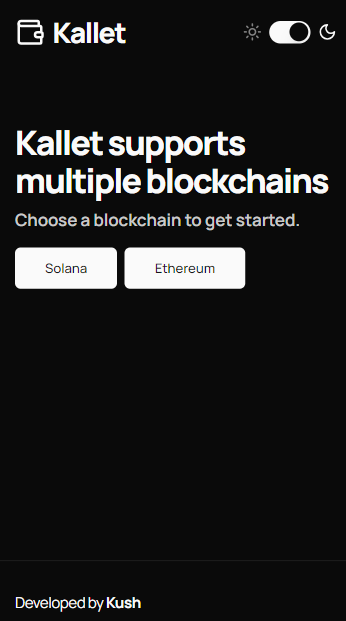 Kallet
Kallet supports
multiple blockchains
Choose a blockchain to get started.
Solana
Ethereum
Developed by Kush